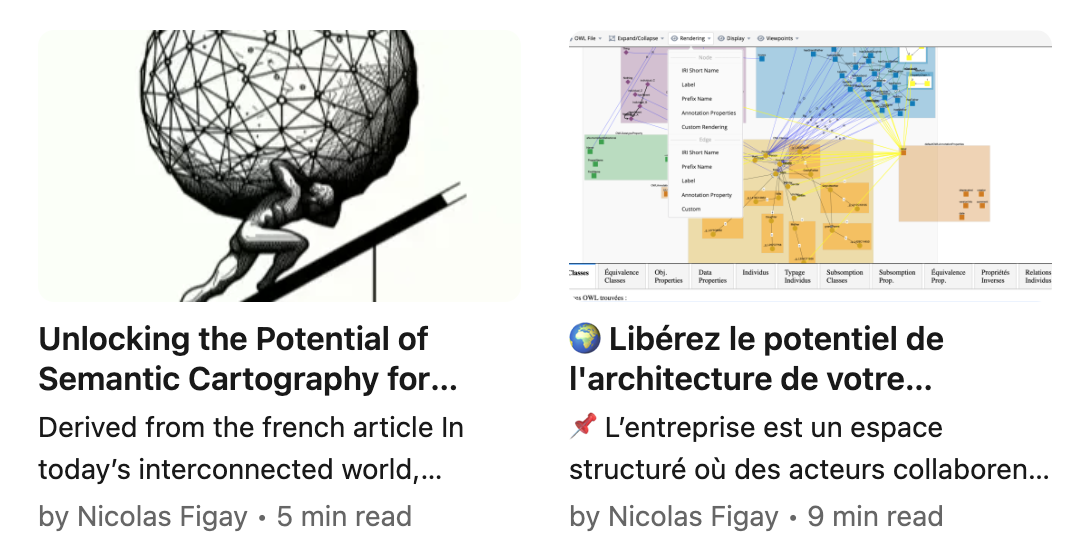 Unlocking the Potential of
Semantic Cartography for...
Derived from the french article In
today’s interconnected world,...
by Nicolas Figay • 5 min read
OWL File
Expand/Collapse
Rendering
Display
Viewpoints
Node
IRI Short Name
Label
Prefix Name
Annotation Properties
Custom Rendering
Edge
IRI Short Name
Prefix Name
Label
Annotation Property
Custom
Classes
Équivalence Classes
Obj. Properties
Data Properties
Individus
Typage Individus
Subsomption Classes
Subsomption Prop.
Équivalence Prop.
Propriétés Inverses
Relations Individus
OWL trouvées :
🌍 Libérez le potentiel de
l'architecture de votre...
📌 L’entreprise est un espace
structuré où des acteurs collaboren...
by Nicolas Figay • 9 min read